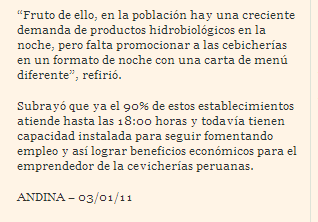 “Fruto de ello, en la población hay una creciente
demanda de productos hidrobiológicos en la
noche, pero falta promocionar a las cebicherías
en un formato de noche con una carta de menú
diferente”, refirió.
Subrayó que ya el 90% de estos establecimientos
atiende hasta las 18:00 horas y todavía tienen
capacidad instalada para seguir fomentando
empleo y así lograr beneficios económicos para el
emprendedor de la cevicherías peruanas.
ANDINA – 03/01/11